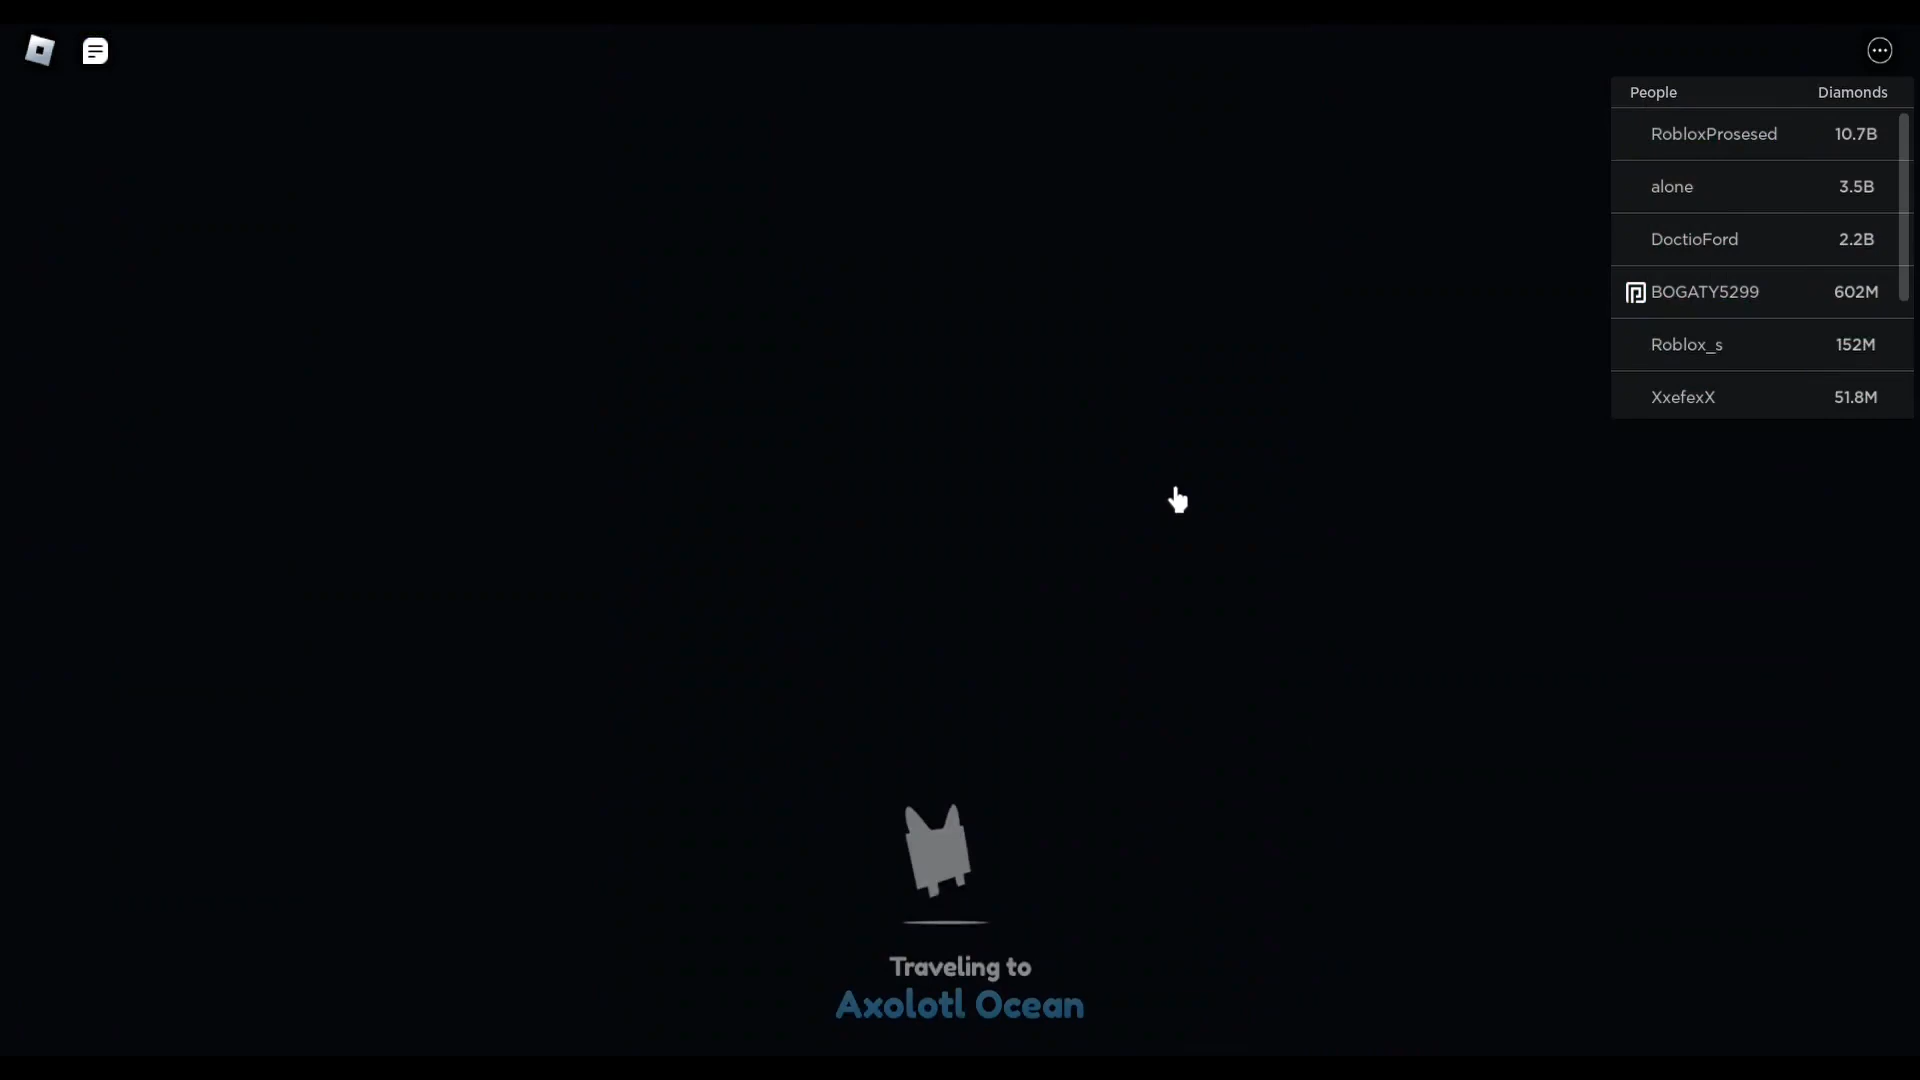 People Diamonds
RobloxProsesed 10.7B
alone 3.5B
DoctioFord 2.2B
BOGATY5299 602M
Roblox_s 152M
XxefexX 51.8M
Traveling to
Axolotl Ocean